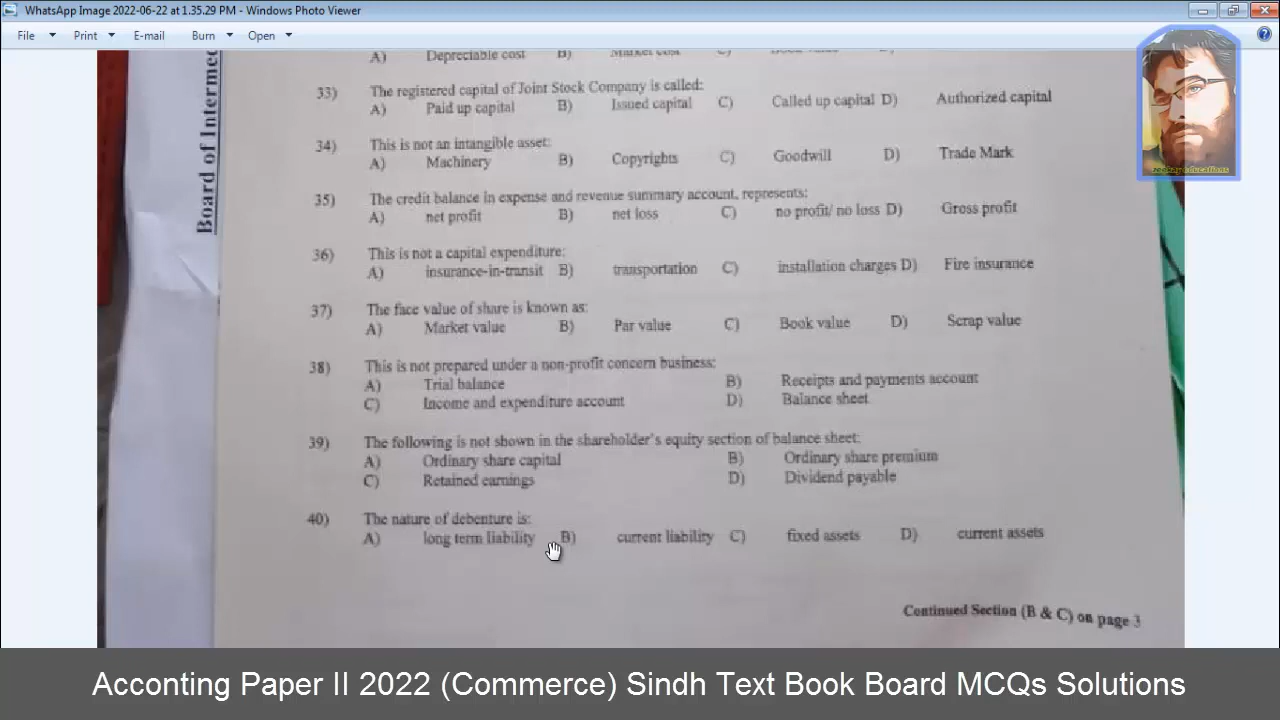 WhatsApp Image 2022-06-22 at 1.35.29 PM - Windows Photo Viewer
File Print E-mail Burn Open
Board of Intermed
A) Depreciable cost B) Market cost C)
33) The registered capital of Joint Stock Company is called:
A) Paid up capital B) Issued capital C) Called up capital D) Authorized capital
34) This is not an intangible asset:
A) Machinery B) Copyrights C) Goodwill D) Trade Mark
35) The credit balance in expense and revenue summary account, represents:
A) net profit B) net loss C) no profit/ no loss D) Gross profit
36) This is not a capital expenditure:
A) insurance-in-transit B) transportation C) installation charges D) Fire insurance
37) The face value of share is known as:
A) Market value B) Par value C) Book value D) Scrap value
38) This is not prepared under a non-profit concern business:
A) Trial balance B) Receipts and payments account
C) Income and expenditure account D) Balance sheet
39) The following is not shown in the shareholder's equity section of balance sheet:
A) Ordinary share capital B) Ordinary share premium
C) Retained earnings D) Dividend payable
40) The nature of debenture is:
A) long term liability B) current liability C) fixed assets D) current assets
Continued Section (B & C) on page 3
Acconting Paper II 2022 (Commerce) Sindh Text Book Board MCQs Solutions